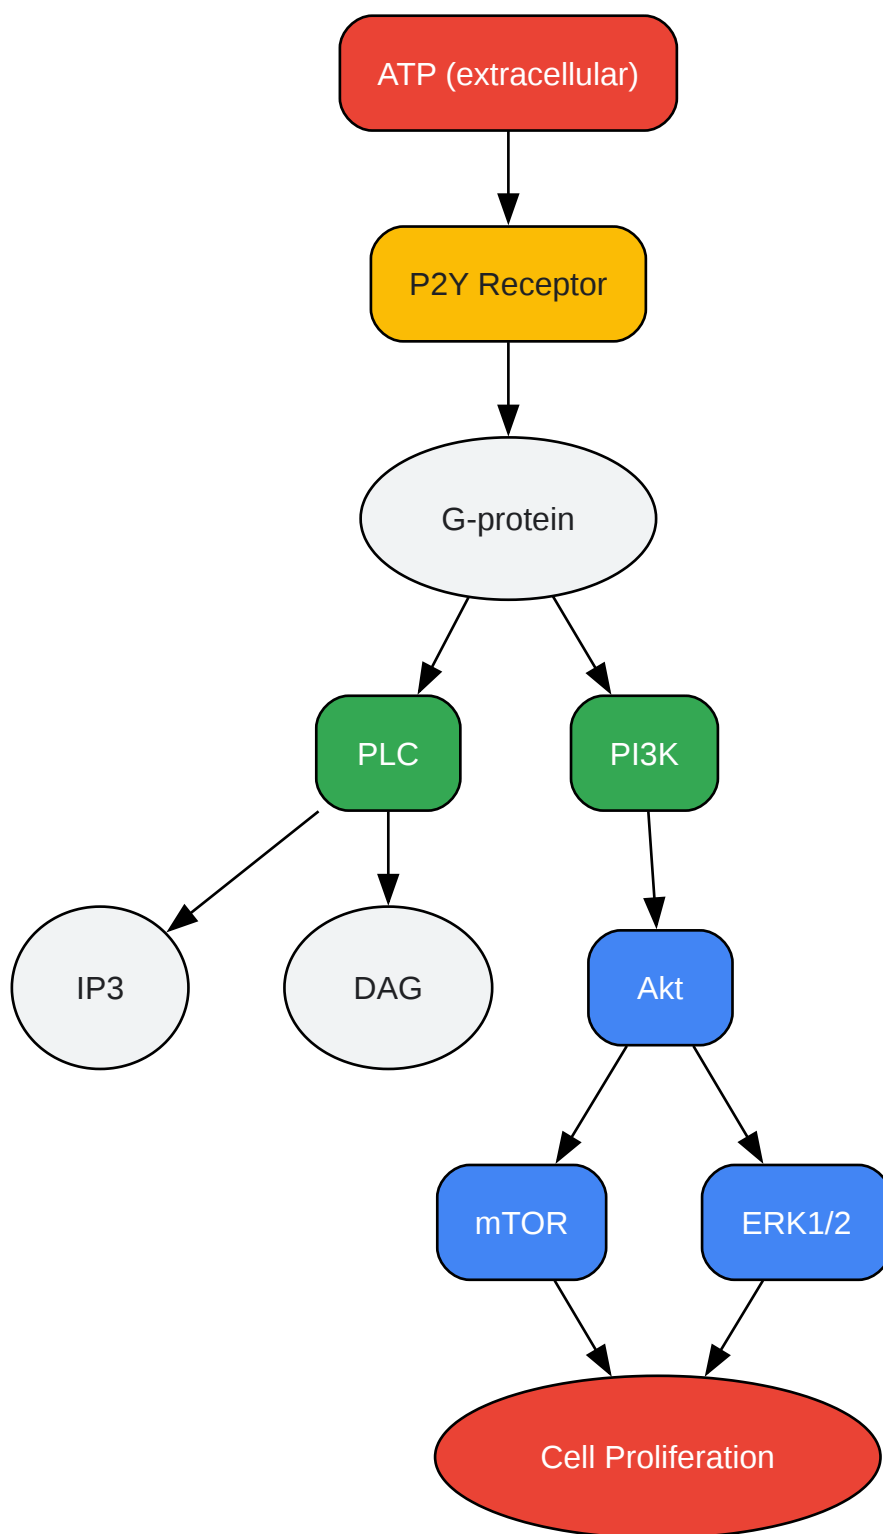 ATP (extracellular)
P2Y Receptor
G-protein
PLC
PI3K
IP3
DAG
Akt
mTOR
ERK1/2
Cell Proliferation